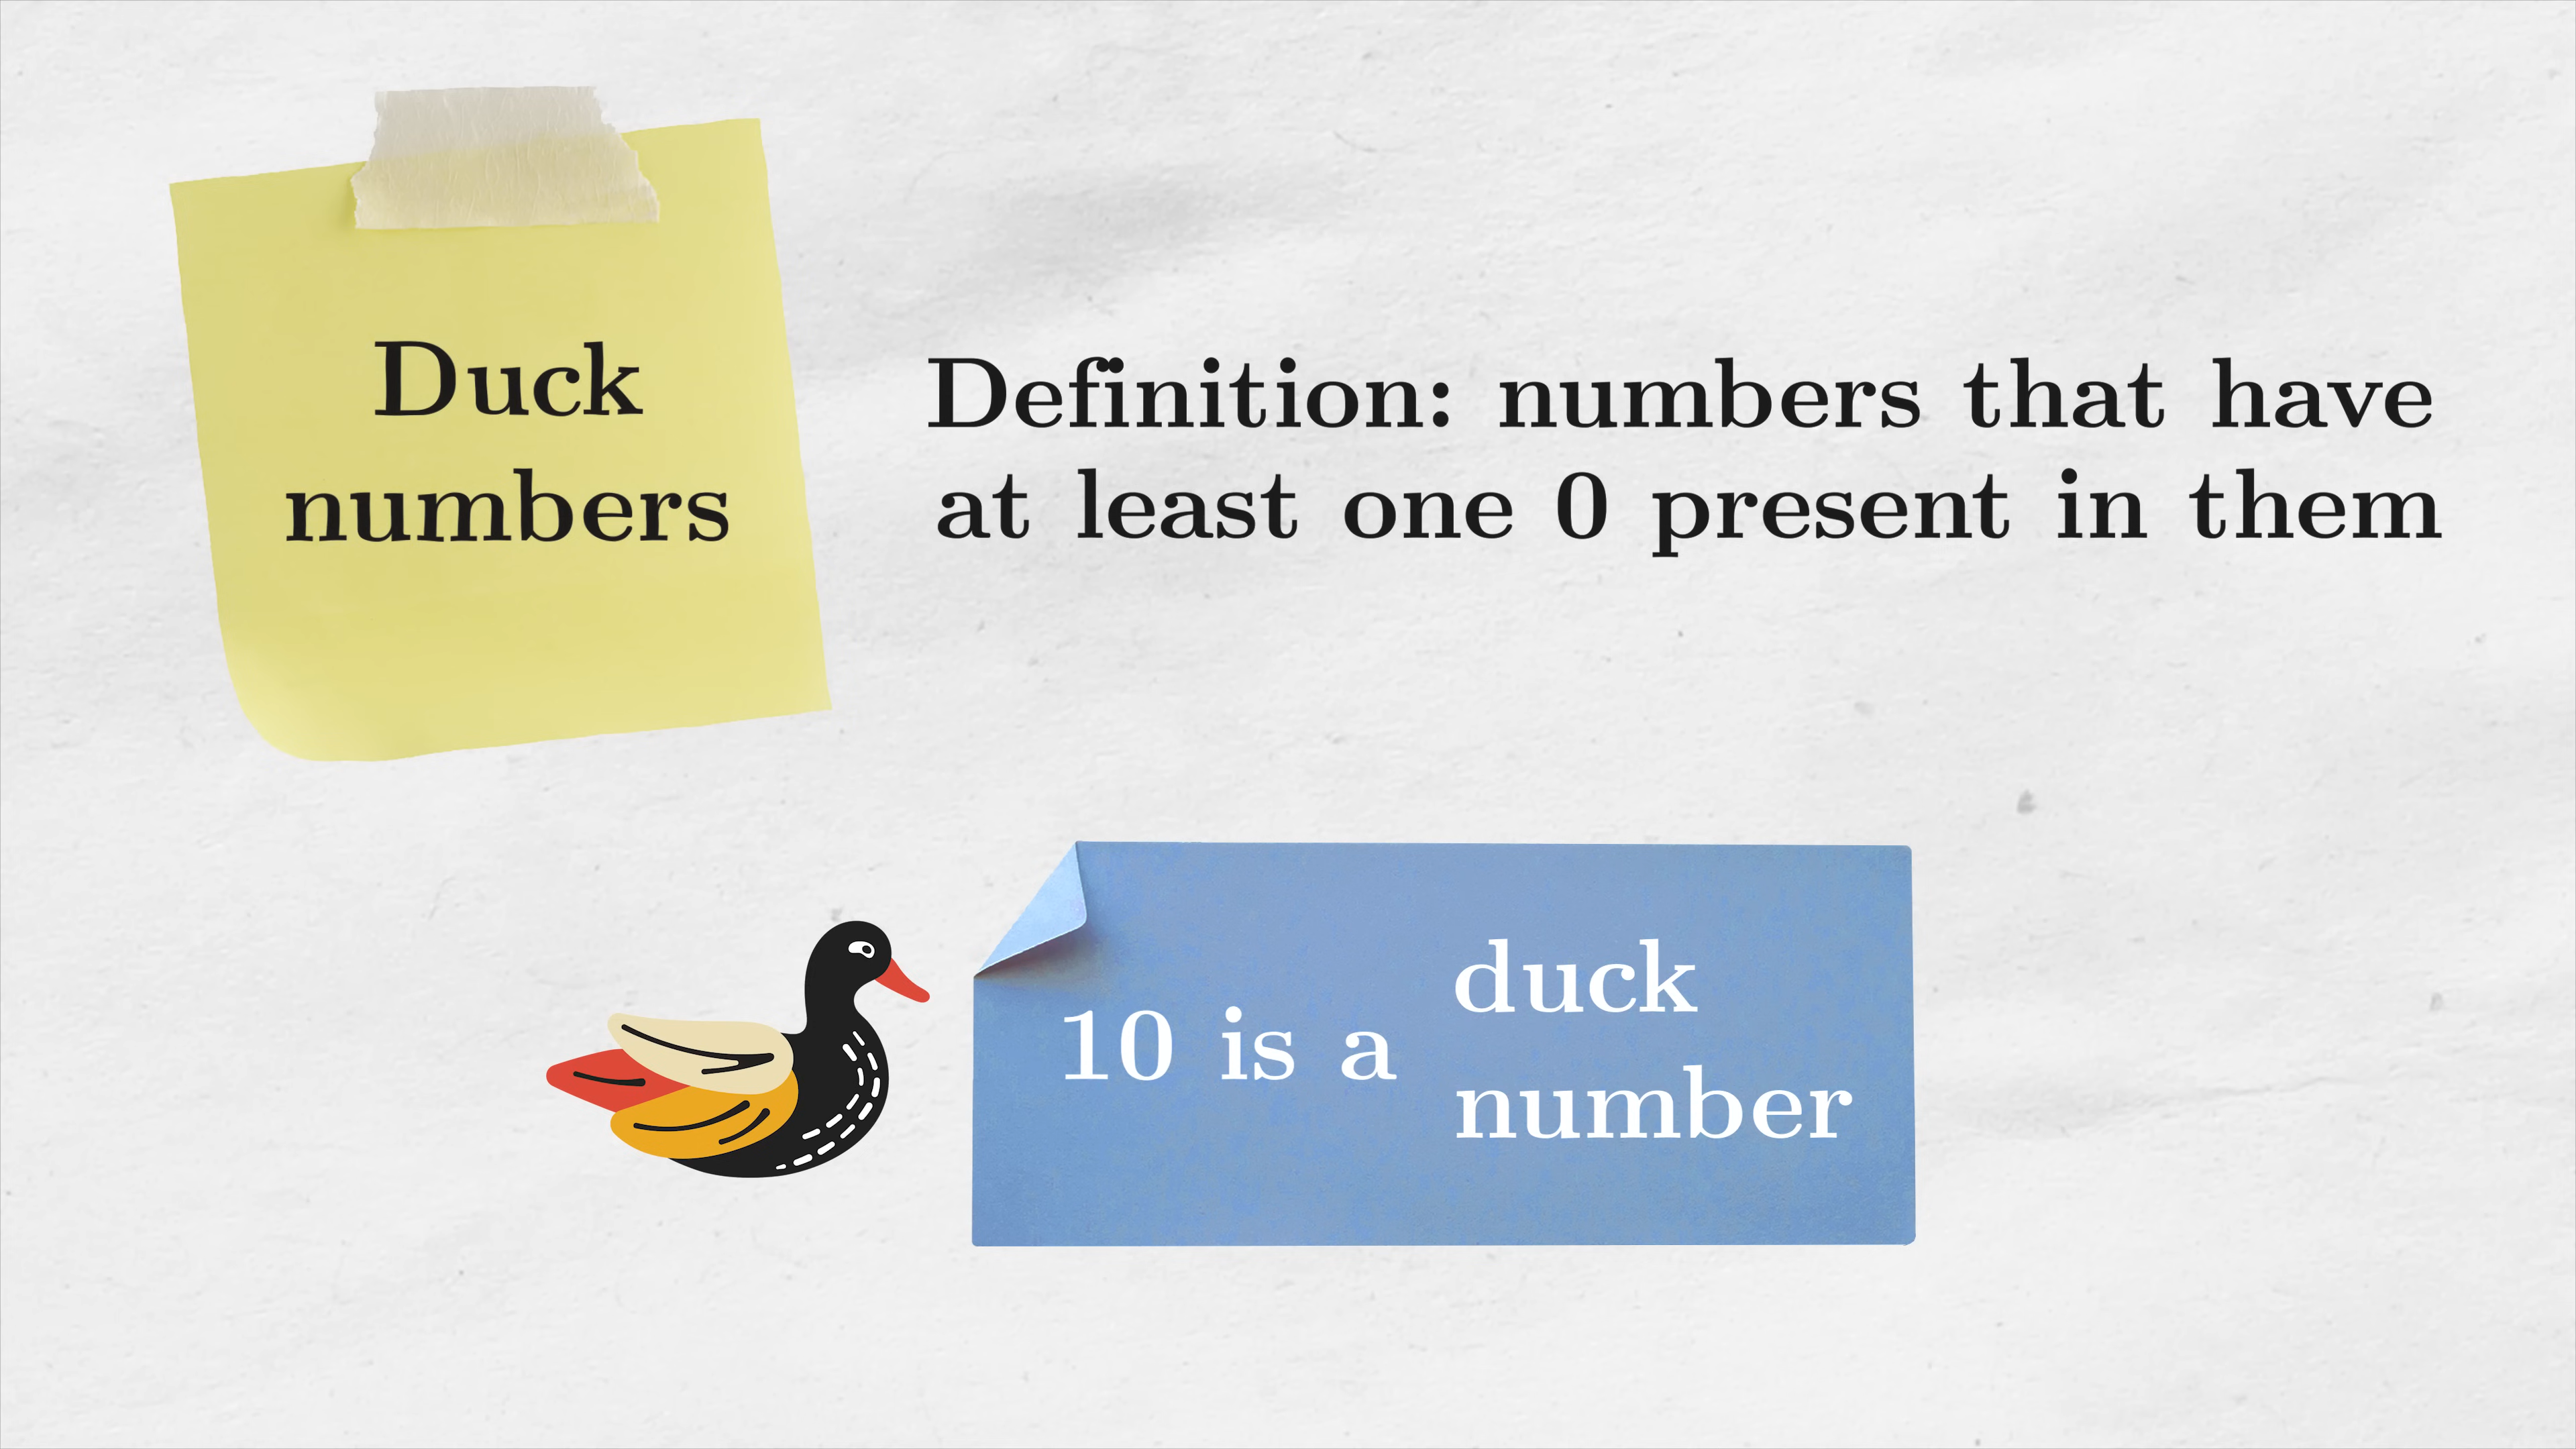 Duck
numbers
Definition: numbers that have
at least one 0 present in them
10 is a
duck
number